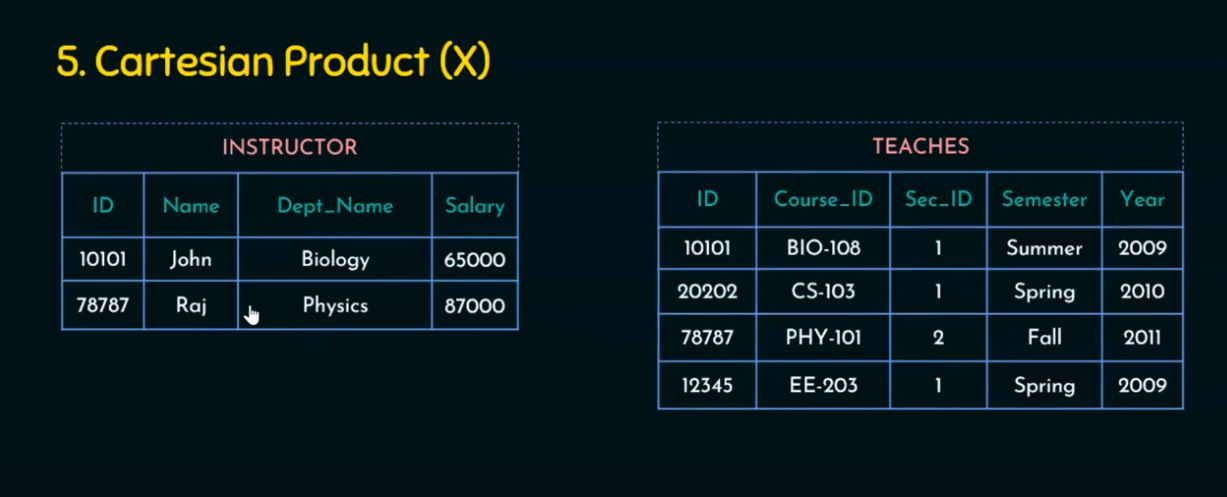 5. Cartesian Product (X)
INSTRUCTOR
ID Name Dept_Name Salary
10101 John Biology 65000
78787 Raj Physics 87000
TEACHES
ID Course_ID Sec_ID Semester Year
10101 BIO-108 1 Summer 2009
20202 CS-103 1 Spring 2010
78787 PHY-101 2 Fall 2011
12345 EE-203 1 Spring 2009